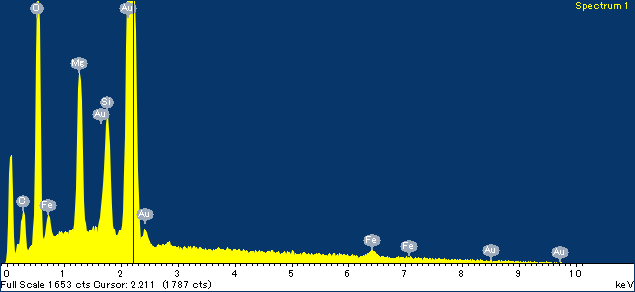 Spectrum 1
O
Au
Mg
Si
Au
C
Fe
Au
Fe
Fe
Au
Au
0 1 2 3 4 5 6 7 8 9 10
Full Scale 1653 cts Cursor: 2.211 (1787 cts) keV